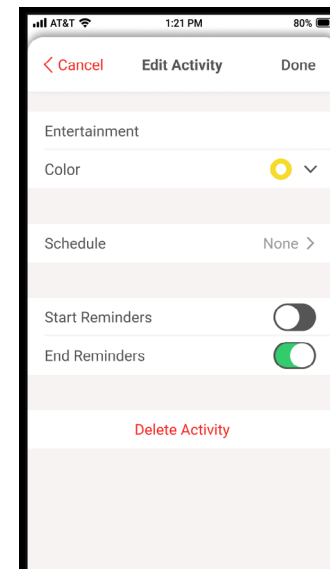 AT&T 1:21 PM 80%
Cancel Edit Activity Done
Entertainment
Color
Schedule None
Start Reminders
End Reminders
Delete Activity